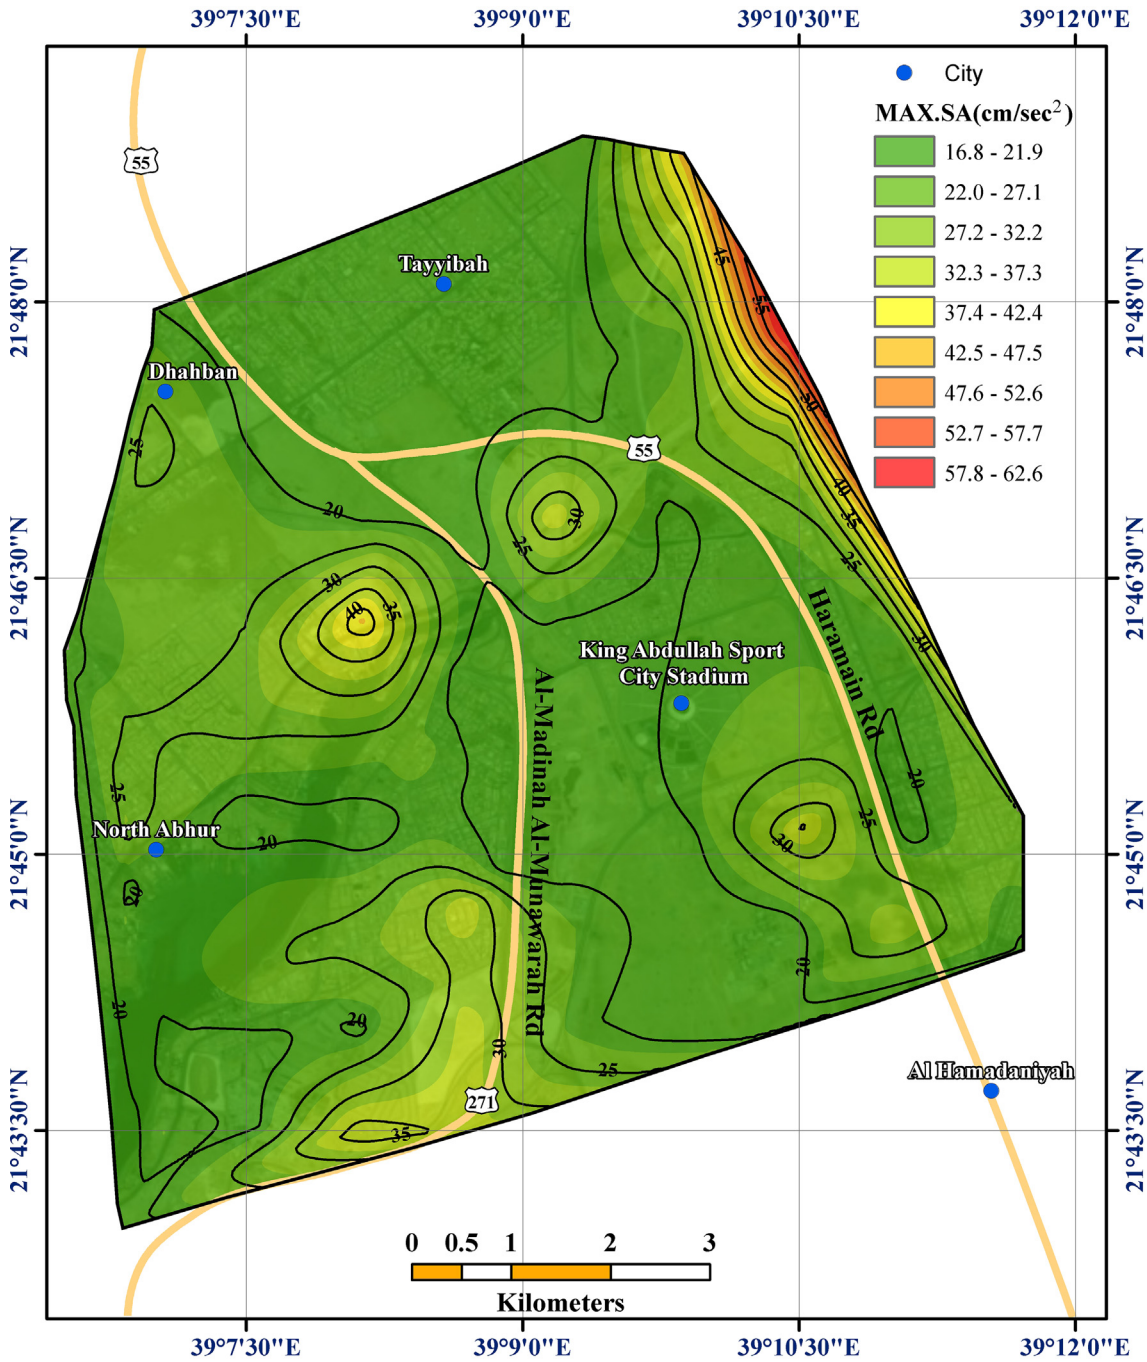 39°7'30"E
39°9'0"E
39°10'30"E
39°12'0"E
City
MAX.SA(cm/sec²)
16.8 - 21.9
22.0 - 27.1
27.2 - 32.2
32.3 - 37.3
37.4 - 42.4
42.5 - 47.5
47.6 - 52.6
52.7 - 57.7
57.8 - 62.6
55
45
Tayyibah
21°48'0"N
21°48'0"N
55
Dhahban
50
25
55
40
20
35
30
25
25
21°46'30"N
21°46'30"N
30
40
35
Haramain Rd
30
King Abdullah Sport
City Stadium
Al-Madinah Al-Munawarah Rd
20
25
25
North Abhur
20
30
21°45'0"N
21°45'0"N
20
20
20
20
30
25
Al Hamadaniyah
271
35
21°43'30"N
21°43'30"N
0 0.5 1 2 3
Kilometers
39°7'30"E
39°9'0"E
39°10'30"E
39°12'0"E